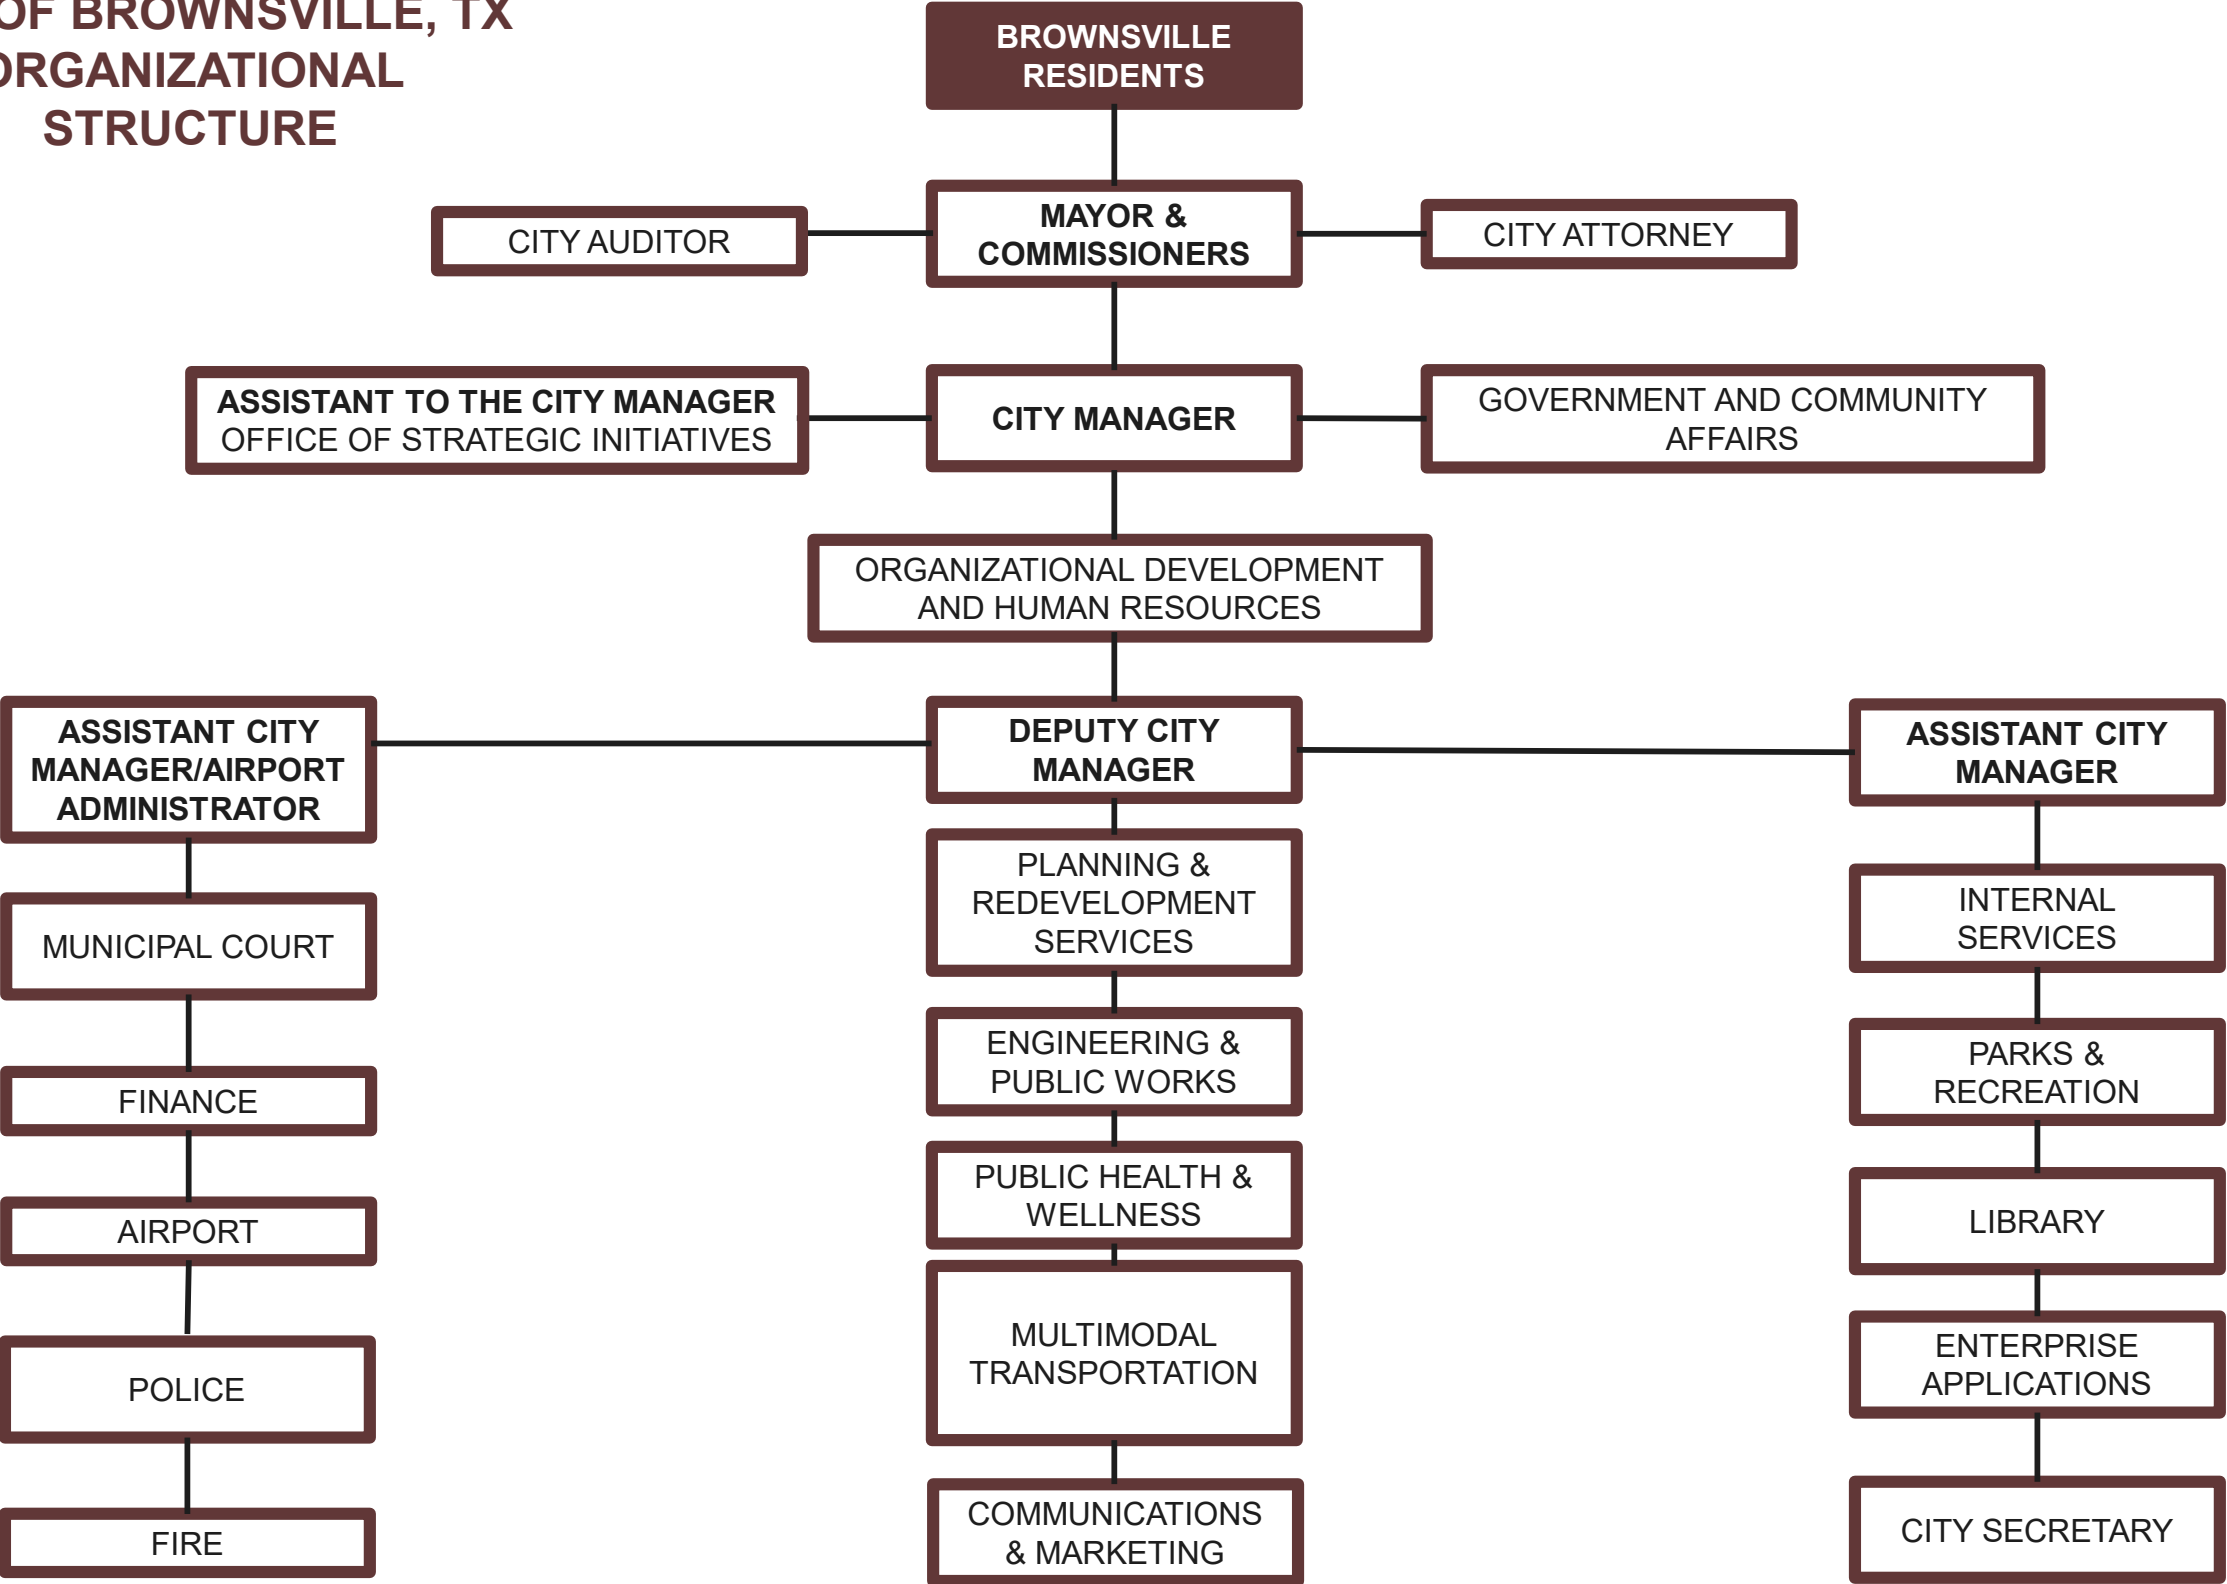 OF BROWNSVILLE, TX
ORGANIZATIONAL
STRUCTURE
BROWNSVILLE
RESIDENTS
CITY AUDITOR
MAYOR &
COMMISSIONERS
CITY ATTORNEY
ASSISTANT TO THE CITY MANAGER
OFFICE OF STRATEGIC INITIATIVES
CITY MANAGER
GOVERNMENT AND COMMUNITY
AFFAIRS
ORGANIZATIONAL DEVELOPMENT
AND HUMAN RESOURCES
ASSISTANT CITY
MANAGER/AIRPORT
ADMINISTRATOR
MUNICIPAL COURT
FINANCE
AIRPORT
POLICE
FIRE
DEPUTY CITY
MANAGER
PLANNING &
REDEVELOPMENT
SERVICES
ENGINEERING &
PUBLIC WORKS
PUBLIC HEALTH &
WELLNESS
MULTIMODAL
TRANSPORTATION
COMMUNICATIONS
& MARKETING
ASSISTANT CITY
MANAGER
INTERNAL
SERVICES
PARKS &
RECREATION
LIBRARY
ENTERPRISE
APPLICATIONS
CITY SECRETARY